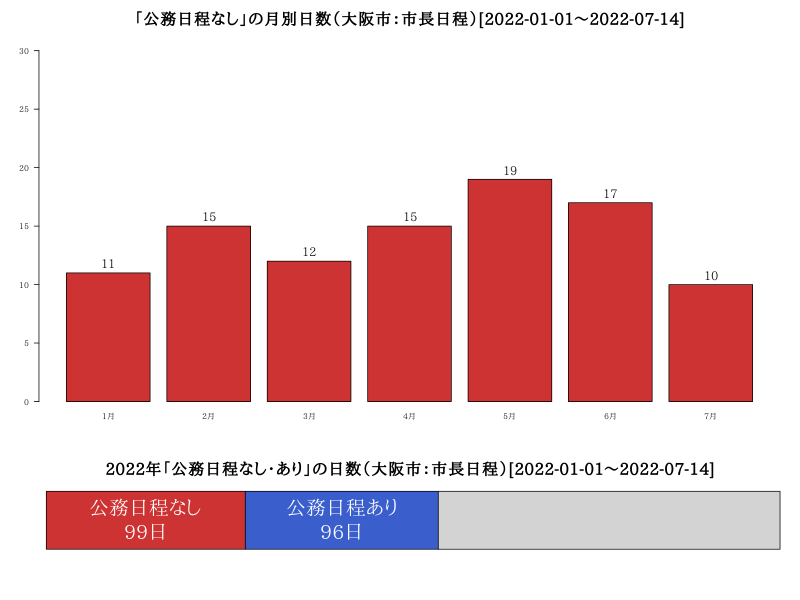 「公務日程なし」の月別日数(大阪市:市長日程)[2022-01-01〜2022-07-14]
30
25
20
15
10
5
0
11
15
12
15
19
17
10
1月
2月
3月
4月
5月
6月
7月
2022年「公務日程なし・あり」の日数(大阪市:市長日程)[2022-01-01〜2022-07-14]
公務日程なし
99日
公務日程あり
96日